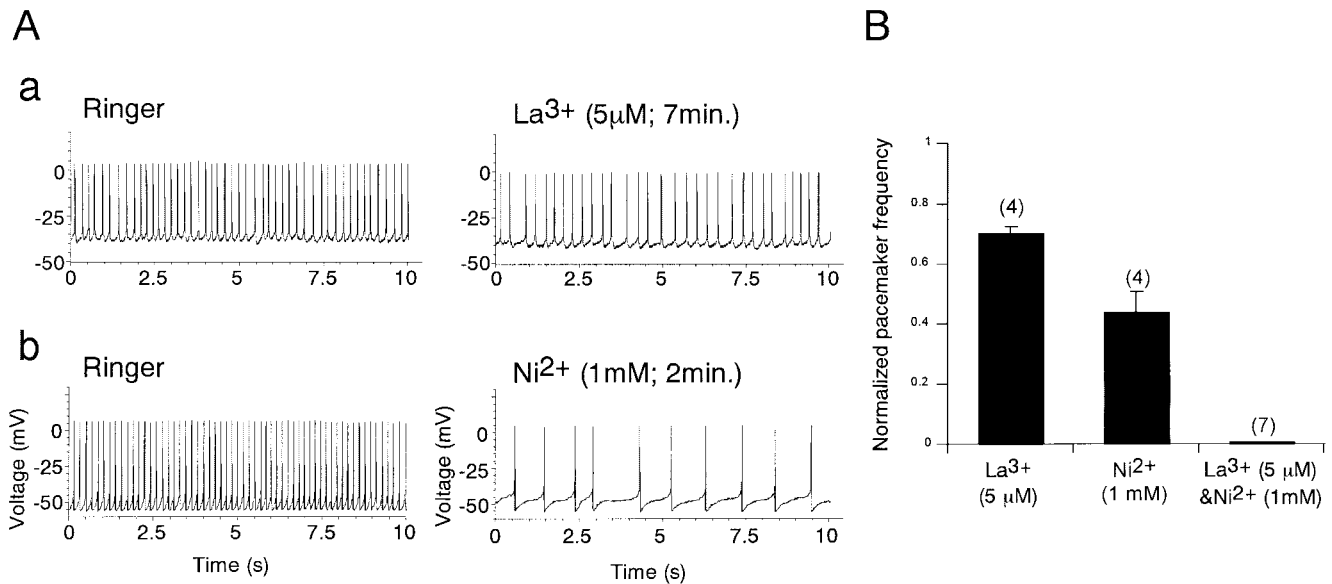 A
B
a
Ringer
La3+ (5μM; 7min.)
0
-25
-50
0 2.5 5 7.5 10
0
-25
-50
0 2.5 5 7.5 10
b
Ringer
Ni2+ (1mM; 2min.)
Voltage (mV)
0
-25
-50
0 2.5 5 7.5 10
Time (s)
Voltage (mV)
0
-25
-50
0 2.5 5 7.5 10
Time (s)
Normalized pacemaker frequency
1
0.8
0.6
0.4
0.2
0
(4)
(4)
(7)
La3+
(5 μM)
Ni2+
(1 mM)
La3+ (5 μM)
&Ni2+ (1mM)